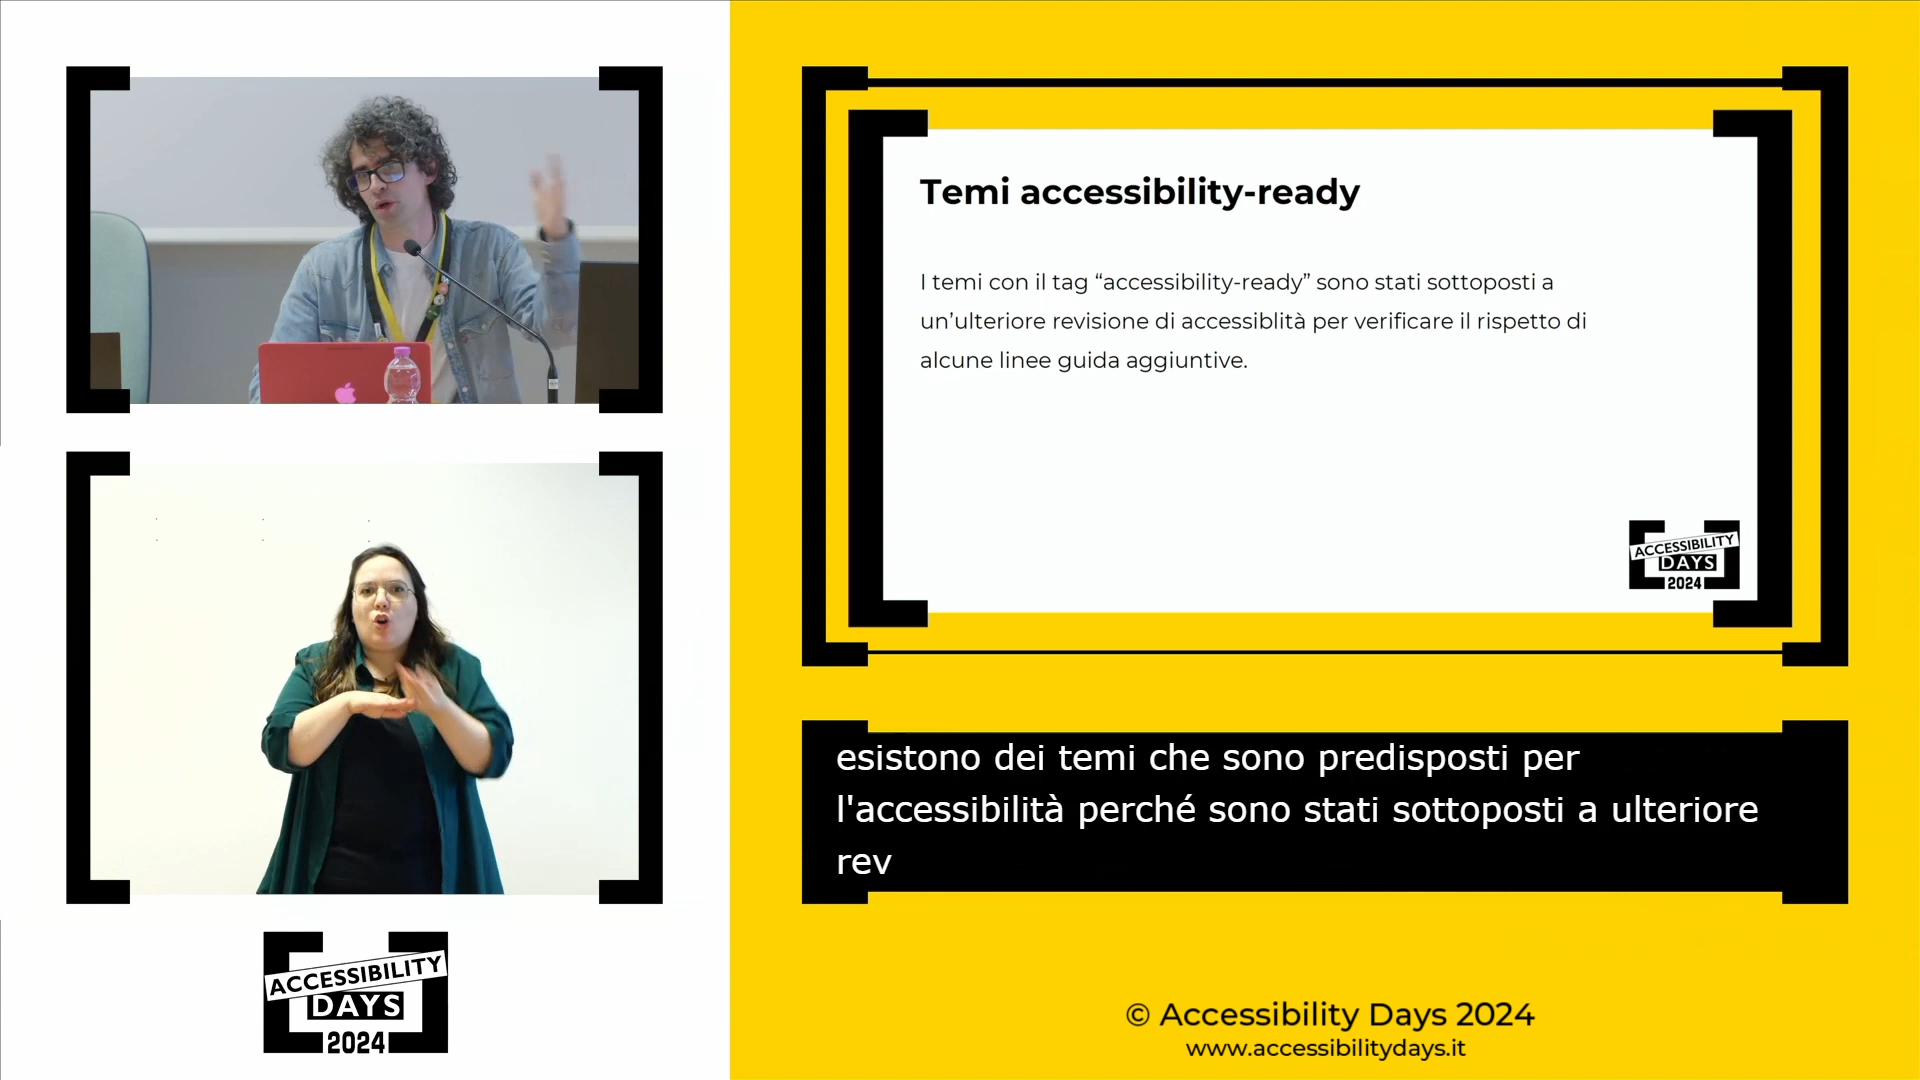 Temi accessibility-ready
I temi con il tag “accessibility-ready” sono stati sottoposti a
un’ulteriore revisione di accessiblità per verificare il rispetto di
alcune linee guida aggiuntive.
ACCESSIBILITY
DAYS
2024
esistono dei temi che sono predisposti per
l'accessibilità perché sono stati sottoposti a ulteriore
rev
ACCESSIBILITY
DAYS
2024
© Accessibility Days 2024
www.accessibilitydays.it